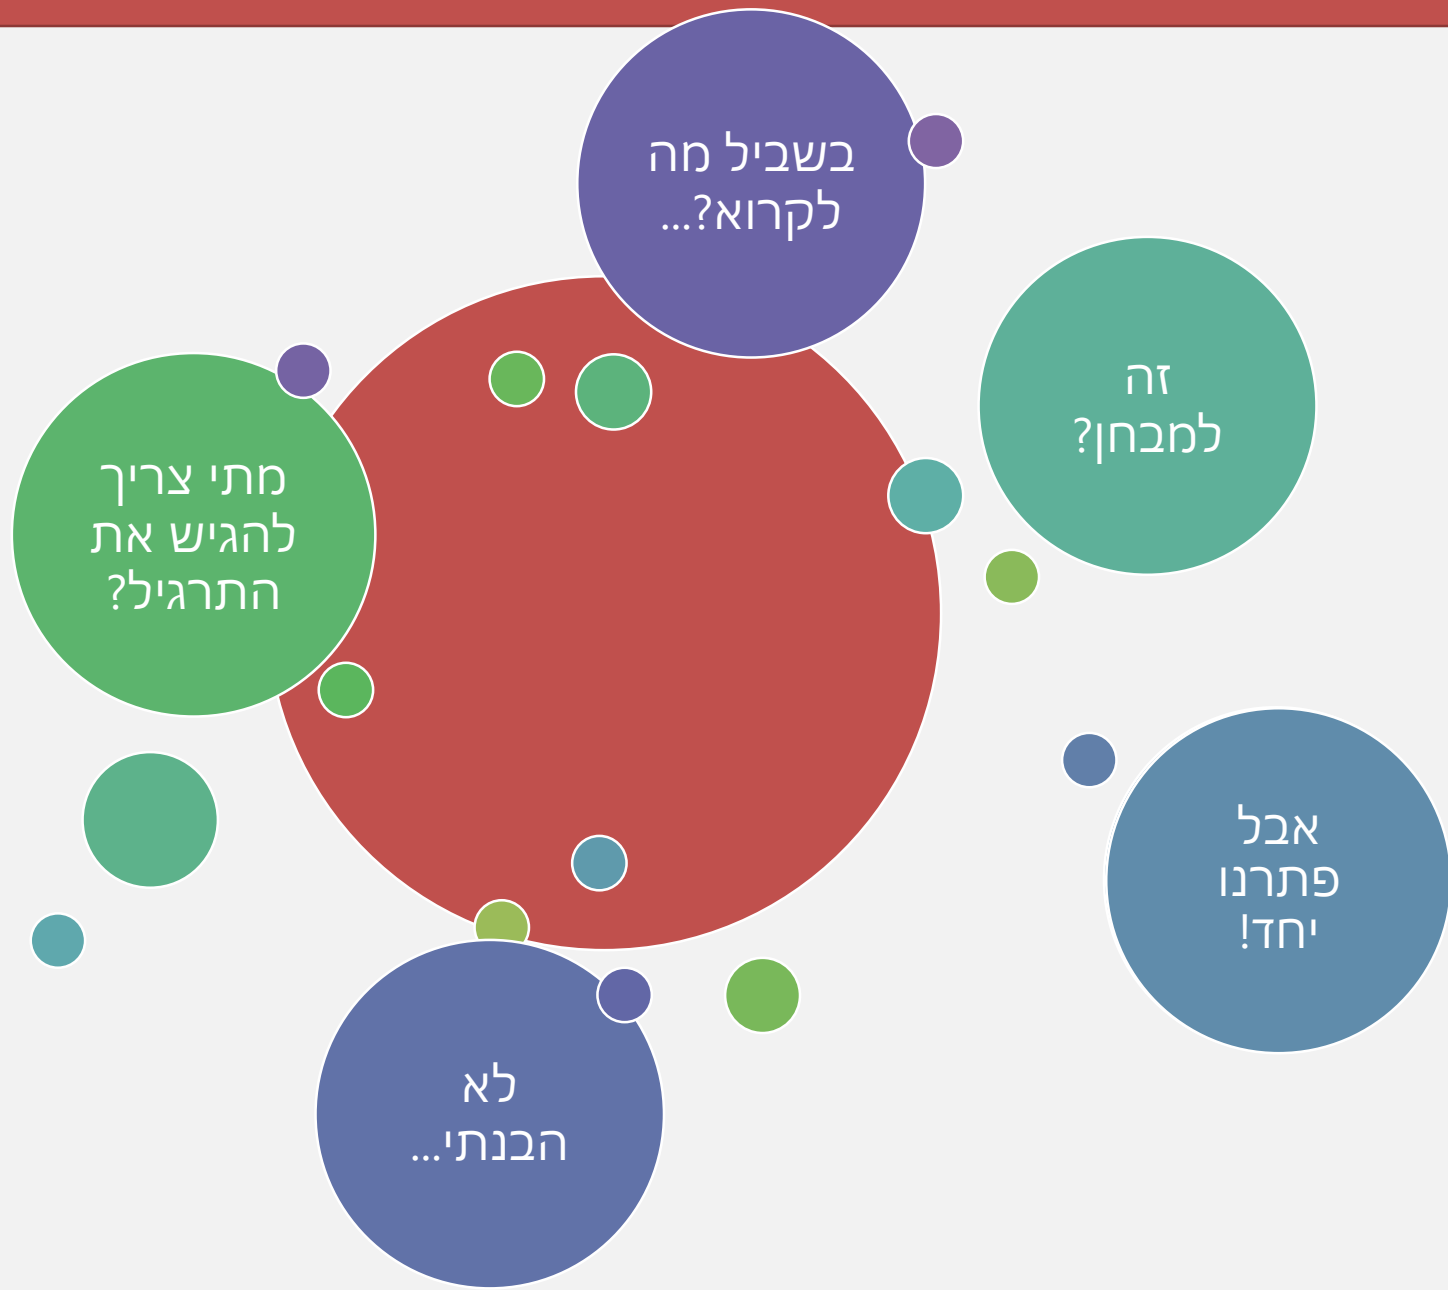 בשביל מה
לקרוא?...
זה
למבחן?
מתי צריך
להגיש את
התרגיל?
אבל
פתרנו
יחד!
לא
הבנתי...